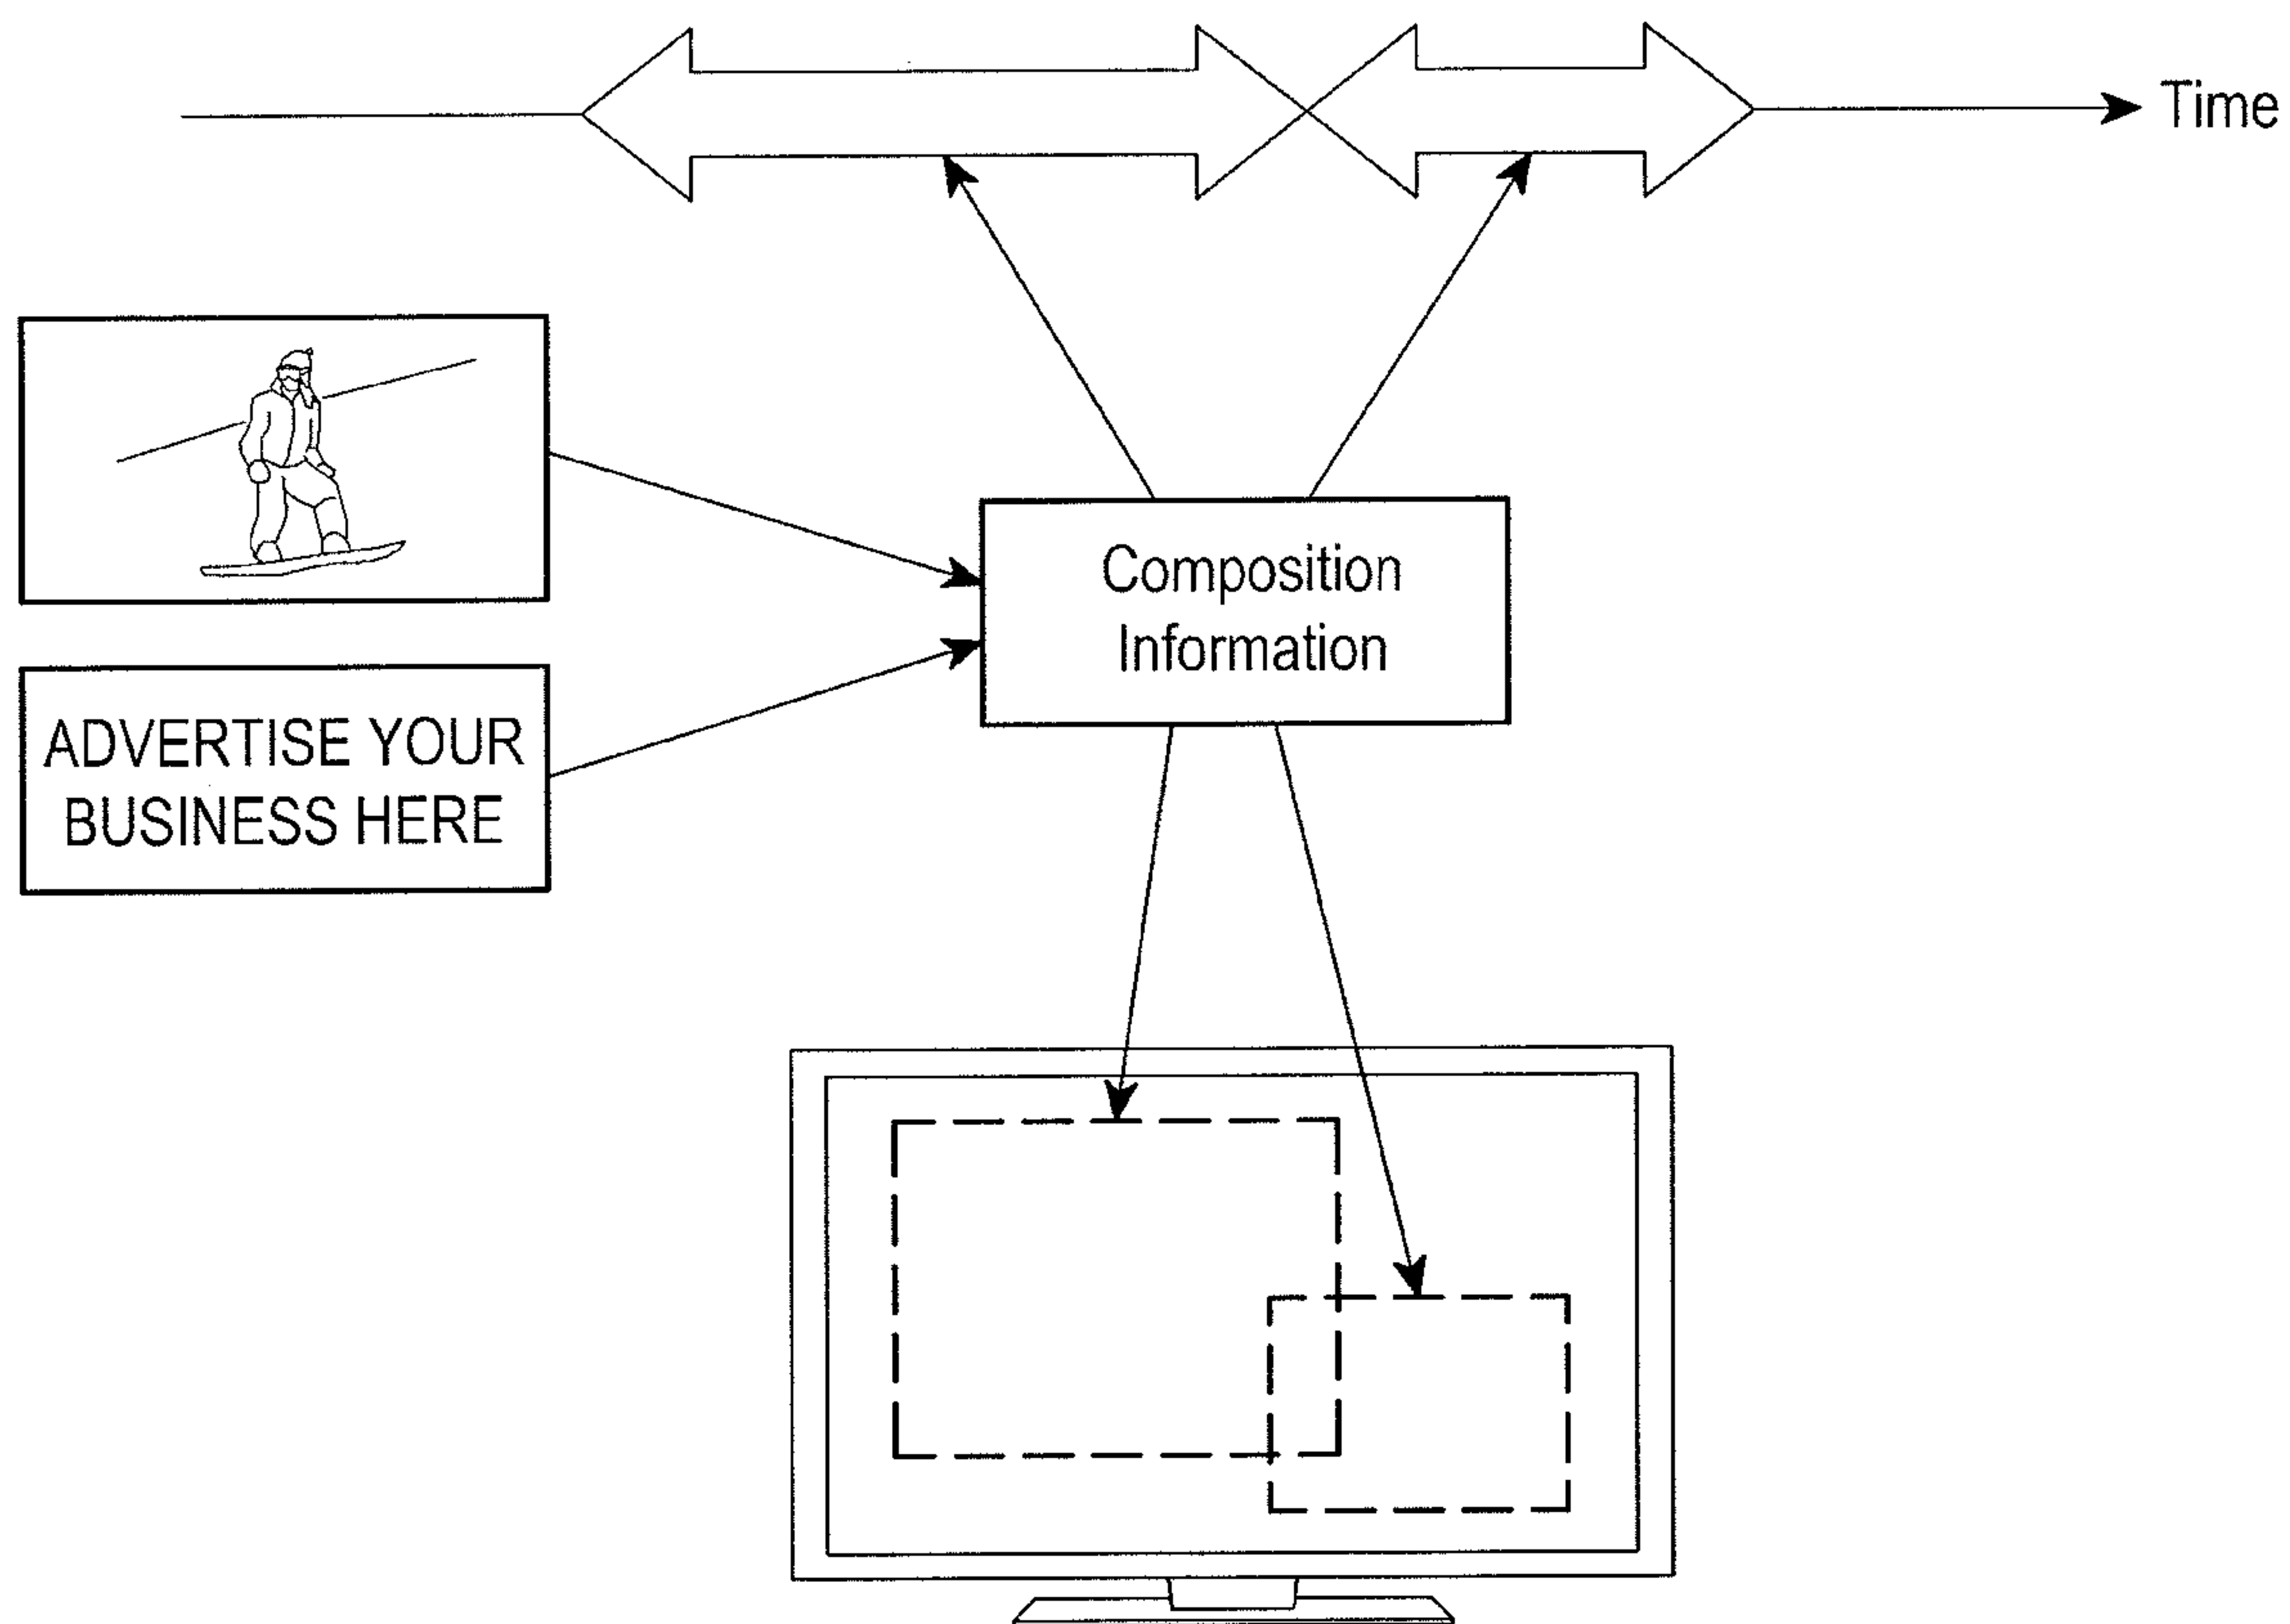 Time
Composition
Information
ADVERTISE YOUR
BUSINESS HERE